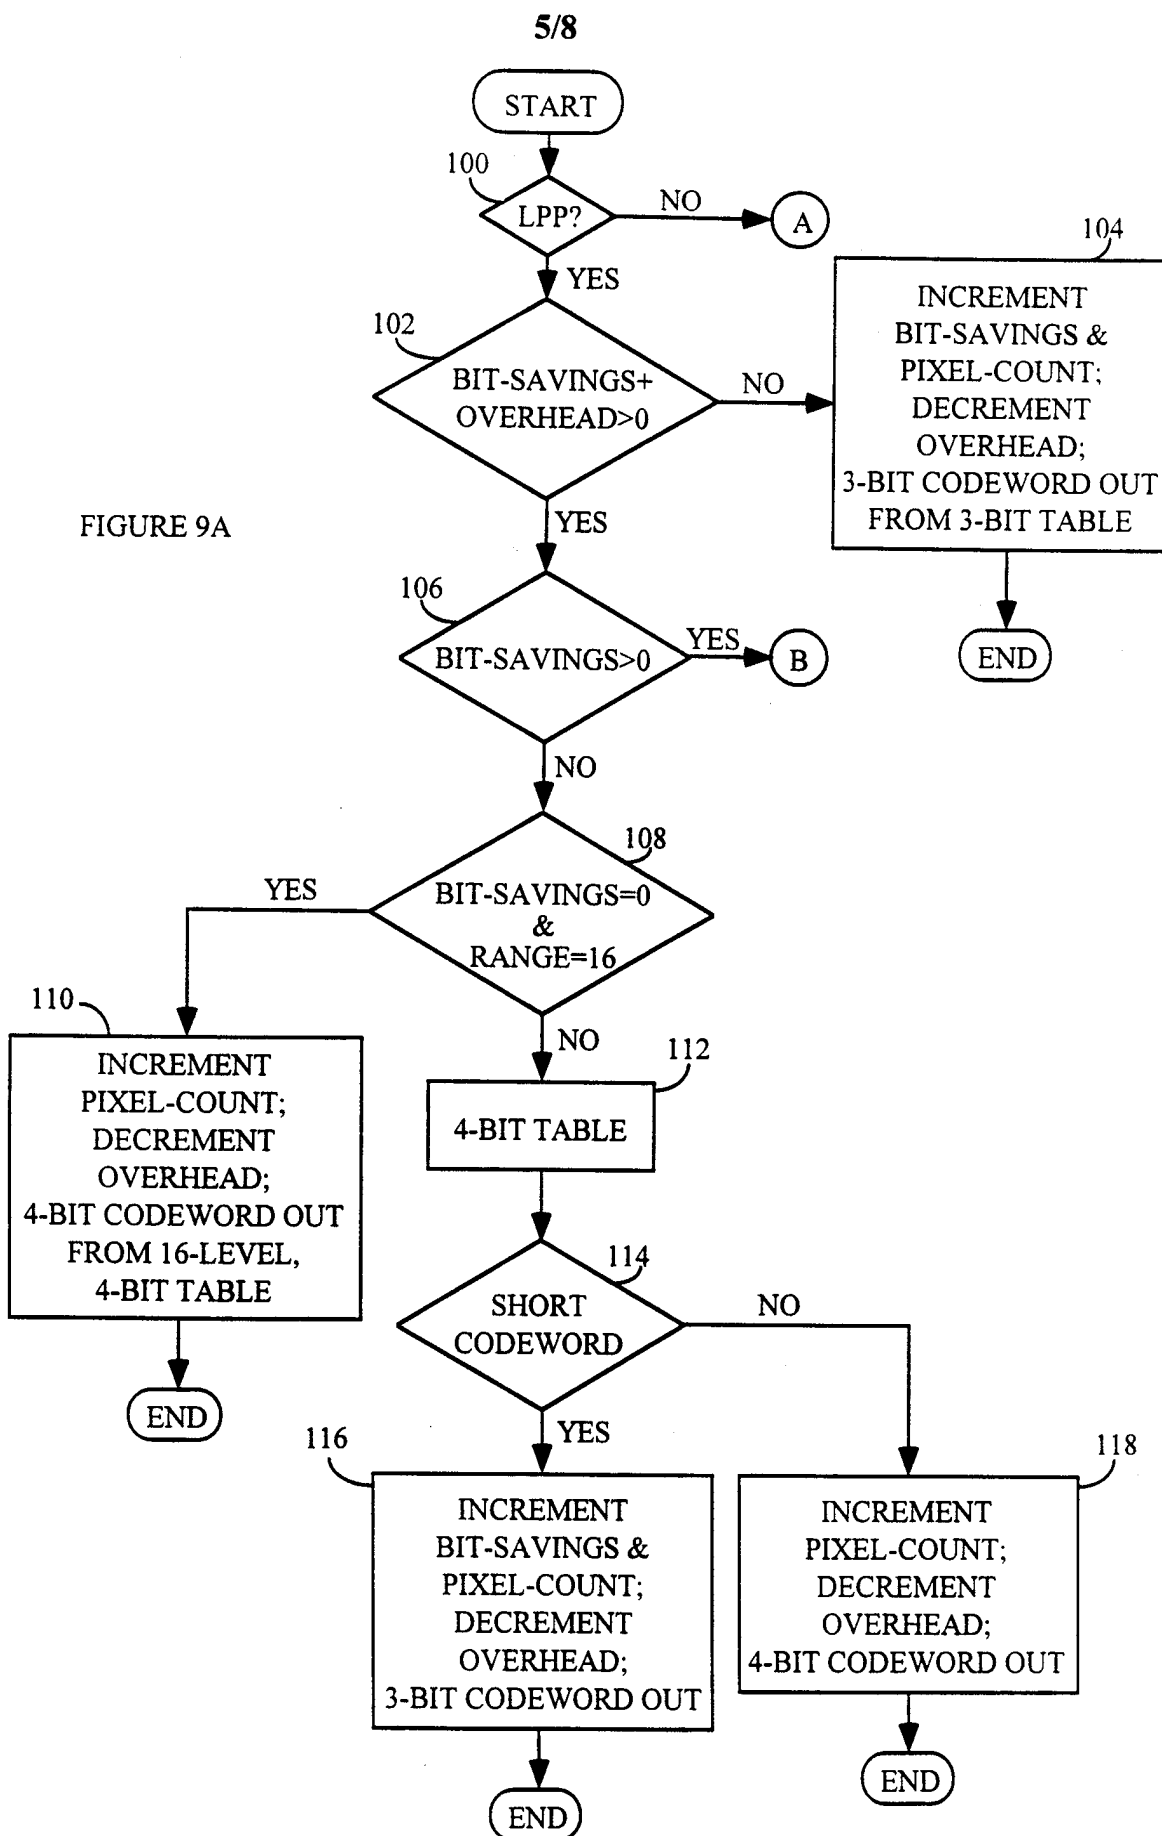 5/8
START
100
LPP?
NO
A
YES
104
INCREMENT
BIT-SAVINGS &
PIXEL-COUNT;
DECREMENT
OVERHEAD;
3-BIT CODEWORD OUT
FROM 3-BIT TABLE
END
102
BIT-SAVINGS+
OVERHEAD>0
NO
YES
FIGURE 9A
106
BIT-SAVINGS>0
YES
B
NO
108
BIT-SAVINGS=0
&
RANGE=16
YES
NO
110
INCREMENT
PIXEL-COUNT;
DECREMENT
OVERHEAD;
4-BIT CODEWORD OUT
FROM 16-LEVEL,
4-BIT TABLE
END
112
4-BIT TABLE
114
SHORT
CODEWORD
NO
YES
116
INCREMENT
BIT-SAVINGS &
PIXEL-COUNT;
DECREMENT
OVERHEAD;
3-BIT CODEWORD OUT
END
118
INCREMENT
PIXEL-COUNT;
DECREMENT
OVERHEAD;
4-BIT CODEWORD OUT
END